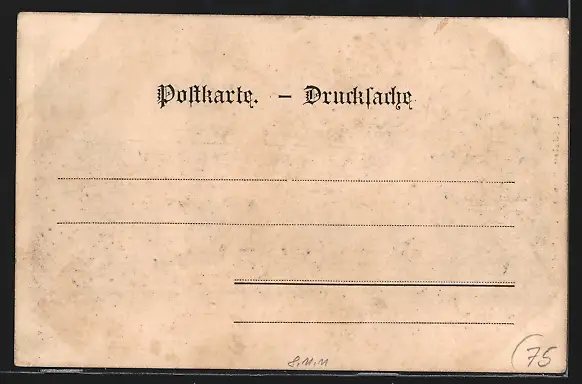 Poſtkarte. – Druckſache
75